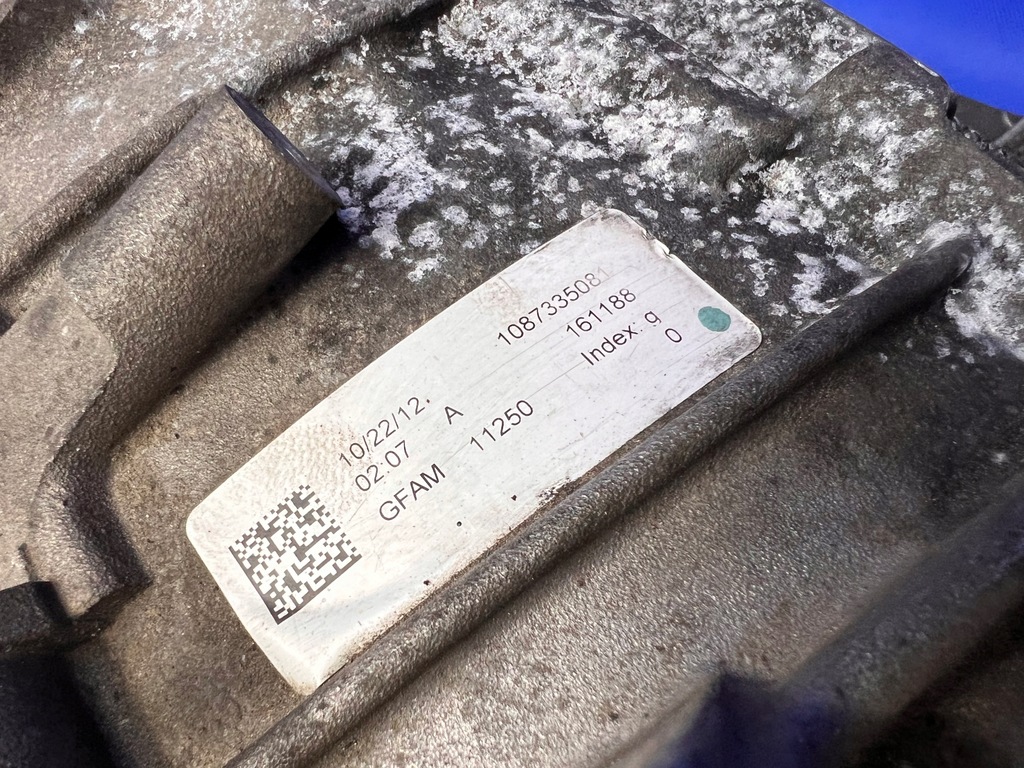 10/22/12. 1087335081
02:07 A 161188
GFAM 11250 Index. g
0